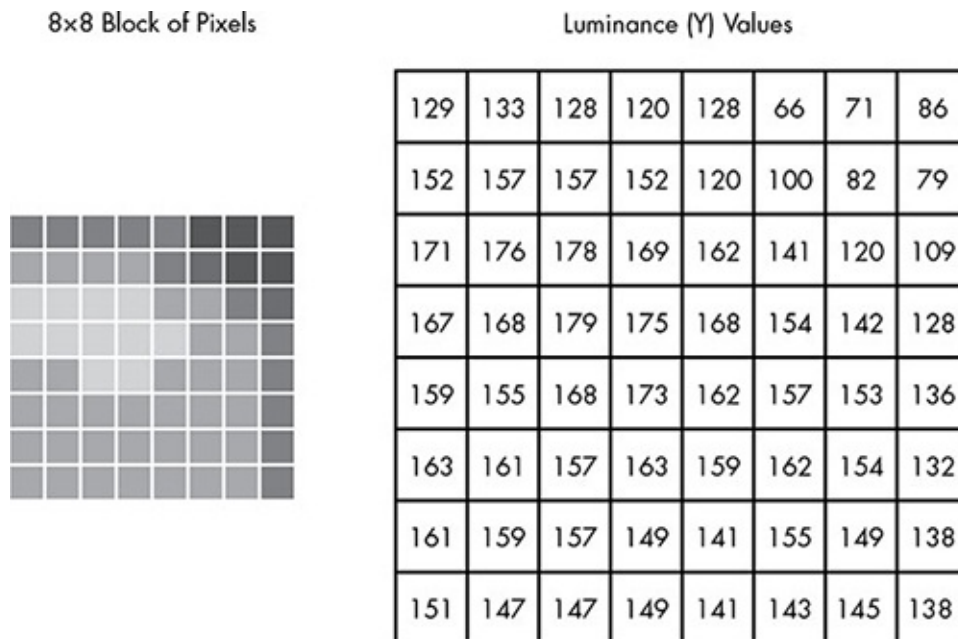 8×8 Block of Pixels
Luminance (Y) Values
129 133 128 120 128 66 71 86
152 157 157 152 120 100 82 79
171 176 178 169 162 141 120 109
167 168 179 175 168 154 142 128
159 155 168 173 162 157 153 136
163 161 157 163 159 162 154 132
161 159 157 149 141 155 149 138
151 147 147 149 141 143 145 138